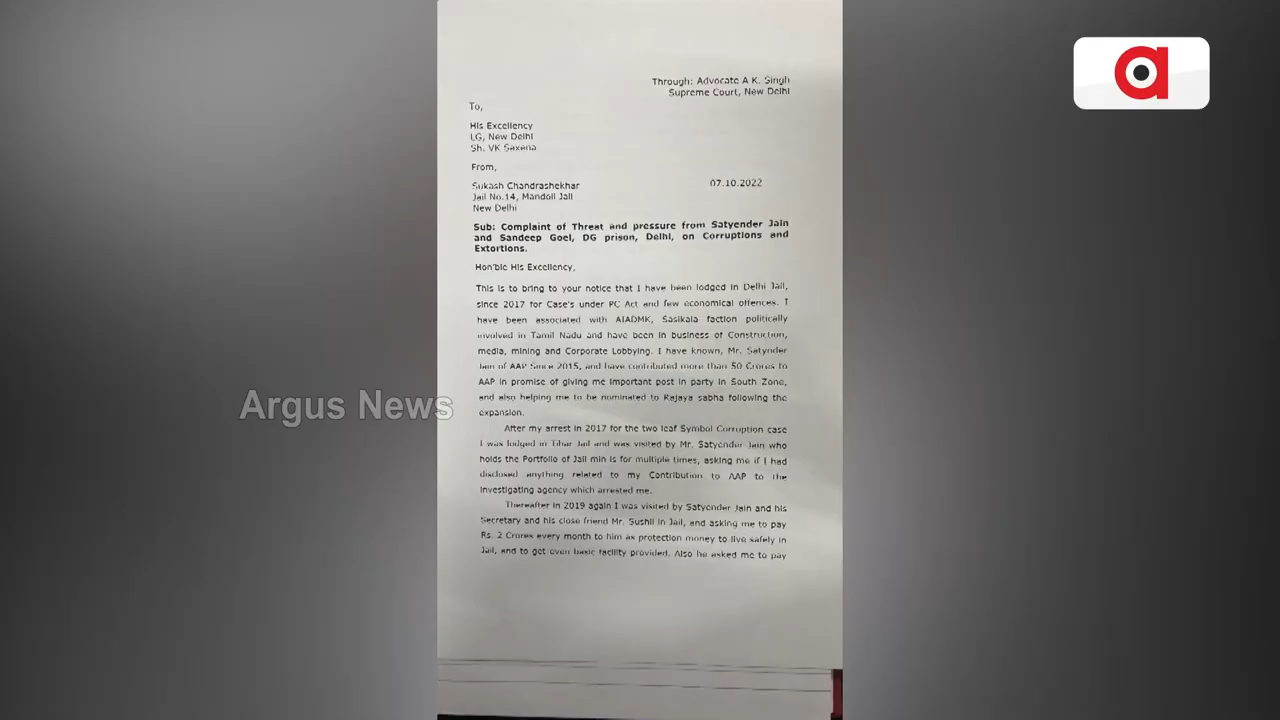 Through: Advocate A K. Singh
Supreme Court, New Delhi
To,
His Excellency
LG, New Delhi
Sh. VK Saxena
From,
Sukash Chandrashekhar
07.10.2022
Jail No.14, Mandoli Jail
New Delhi
Sub: Complaint of Threat and pressure from Satyender Jain
and Sandeep Goel, DG prison, Delhi, on Corruptions and
Extortions.
Hon'ble His Excellency,
This is to bring to your notice that I have been lodged in Delhi Jail,
since 2017 for Case's under PC Act and few economical offences. I
have been associated with AIADMK, Sasikala faction politically
involved in Tamil Nadu and have been in business of Construction,
media, mining and Corporate Lobbying. I have known, Mr. Satynder
Jain of AAP Since 2015, and have contributed more than 50 Crores to
AAP in promise of giving me important post in party in South Zone,
and also helping me to be nominated to Rajaya sabha following the
expansion.
After my arrest in 2017 for the two leaf Symbol Corruption case
I was lodged in Tihar Jail and was visited by Mr. Satyender Jain who
holds the Portfolio of Jail min is for multiple times, asking me if I had
disclosed anything related to my Contribution to AAP to the
investigating agency which arrested me.
Thereafter in 2019 again I was visited by Satyender Jain and his
Secretary and his close friend Mr. Sushil in Jail, and asking me to pay
Rs. 2 Crores every month to him as protection money to live safely in
Jail, and to get even basic facility provided. Also he asked me to pay
Argus News
a